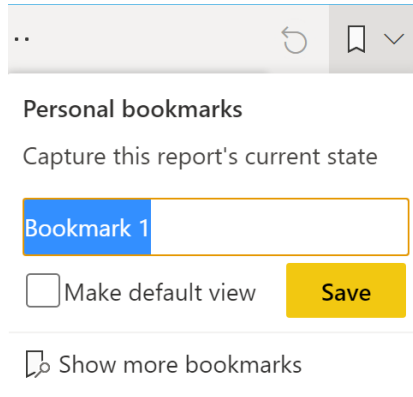 Personal bookmarks
Capture this report's current state
Bookmark 1
Make default view
Save
Show more bookmarks